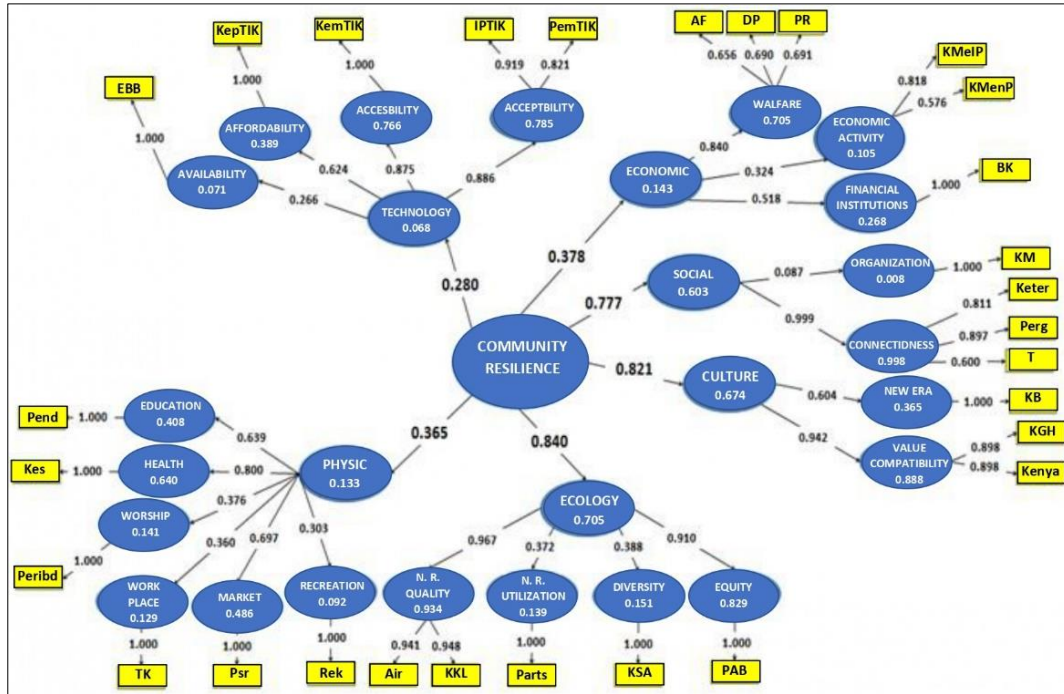 KepTIK
KemTIK
IPTIK
PemTIK
AF
DP
PR
KMelP
KMenP
EBB
BK
1.000
1.000
0.919
0.821
0.656
0.690
0.691
0.818
0.576
1.000
1.000
AFFORDABILITY
0.389
ACCESBILITY
0.766
ACCEPTBILITY
0.785
WALFARE
0.705
ECONOMIC
ACTIVITY
0.105
AVAILABILITY
0.071
FINANCIAL
INSTITUTIONS
0.268
0.266
0.624
0.875
0.886
0.840
0.324
0.518
TECHNOLOGY
0.068
ECONOMIC
0.143
0.280
0.378
0.777
SOCIAL
0.603
0.087
0.999
ORGANIZATION
0.008
1.000
KM
CONNECTIDNESS
0.998
0.811
Keter
0.897
Perg
0.600
T
COMMUNITY
RESILIENCE
0.821
CULTURE
0.674
0.604
0.942
NEW ERA
0.365
1.000
KB
VALUE
COMPATIBILITY
0.888
0.898
KGH
0.898
Kenya
0.365
0.840
PHYSIC
0.133
Pend
1.000
EDUCATION
0.408
0.639
Kes
1.000
HEALTH
0.640
0.800
WORSHIP
0.141
0.376
1.000
Peribd
0.360
0.697
0.303
WORK
PLACE
0.129
MARKET
0.486
RECREATION
0.092
1.000
1.000
1.000
TK
Psr
Rek
ECOLOGY
0.705
0.967
0.372
0.388
0.910
N. R.
QUALITY
0.934
N. R.
UTILIZATION
0.139
DIVERSITY
0.151
EQUITY
0.829
0.941
0.948
1.000
1.000
1.000
Air
KKL
Parts
KSA
PAB